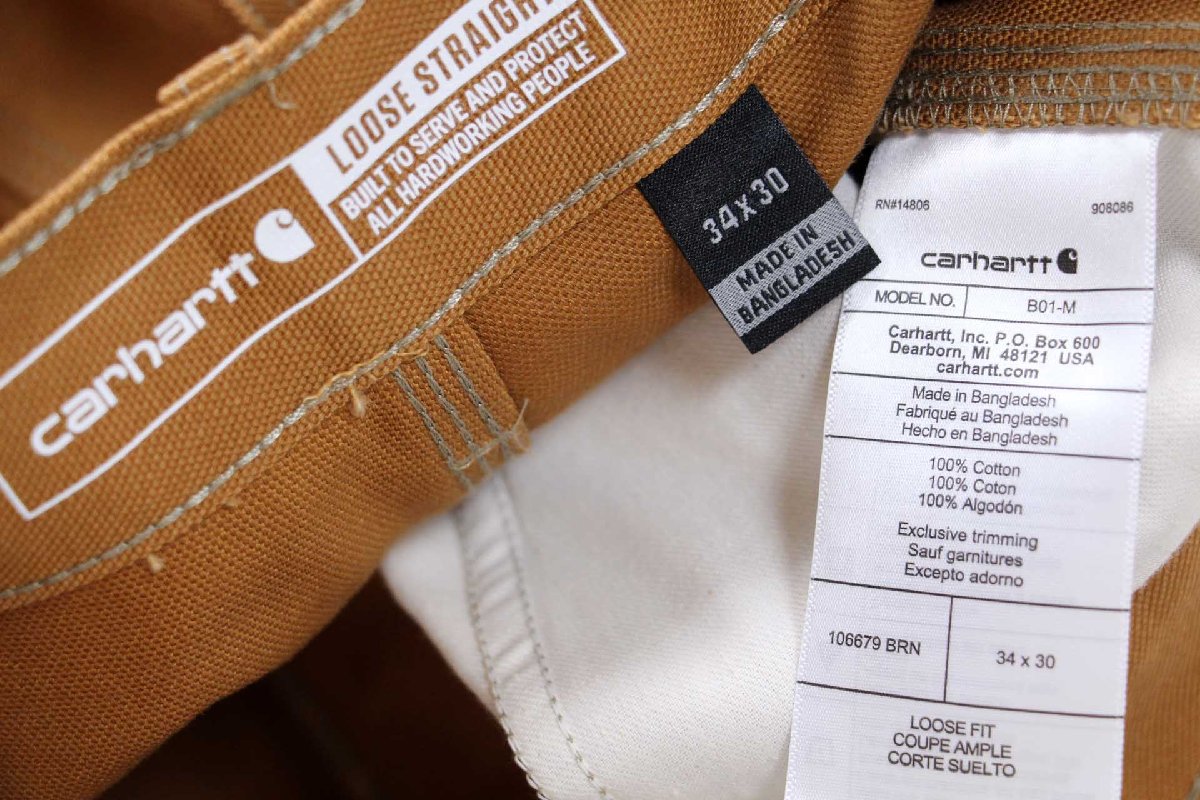 carhartt
LOOSE STRAIGHT
BUILT TO SERVE AND PROTECT
ALL HARDWORKING PEOPLE
34x30
MADE IN
BANGLADESH
RN#14806 908086
carhartt
MODEL NO. B01-M
Carhartt, Inc. P.O. Box 600
Dearborn, MI 48121 USA
carhartt.com
Made in Bangladesh
Fabriqué au Bangladesh
Hecho en Bangladesh
100% Cotton
100% Coton
100% Algodón
Exclusive trimming
Sauf garnitures
Excepto adorno
106679 BRN 34 x 30
LOOSE FIT
COUPE AMPLE
CORTE SUELTO